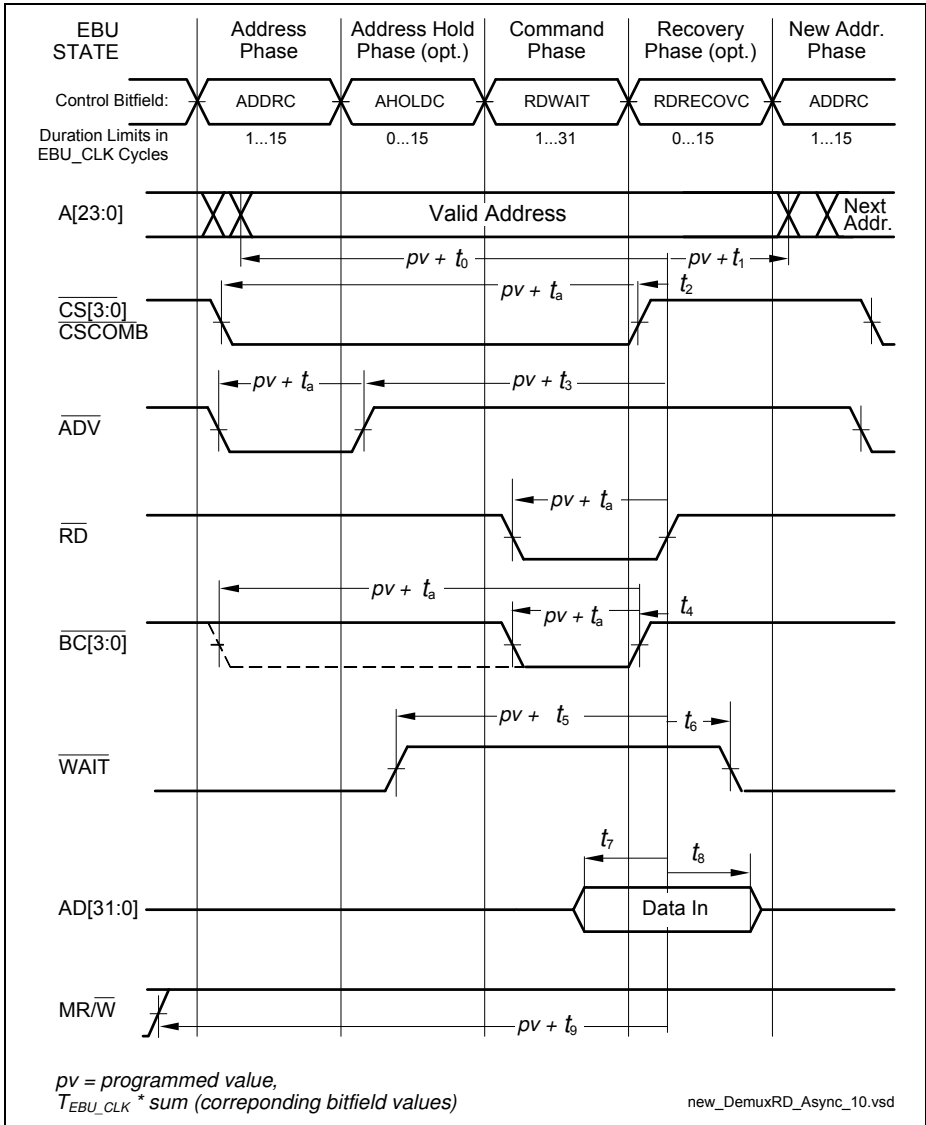 EBU STATE
Address Phase
Address Hold Phase (opt.)
Command Phase
Recovery Phase (opt.)
New Addr. Phase
Control Bitfield: ADDRC AHOLDC RDWAIT RDRECOVC ADDRC
Duration Limits in EBU_CLK Cycles
1...15 0...15 1...31 0...15 1...15
A[23:0] Valid Address Next Addr.
pv + t0 pv + t1
pv + ta t2
CS[3:0]
CSCOMB
pv + ta pv + t3
ADV
pv + ta
RD
pv + ta
pv + ta t4
BC[3:0]
pv + t5 t6
WAIT
t7 t8
AD[31:0] Data In
MR/W
pv + t9
pv = programmed value,
TEBU_CLK * sum (correponding bitfield values)
new_DemuxRD_Async_10.vsd